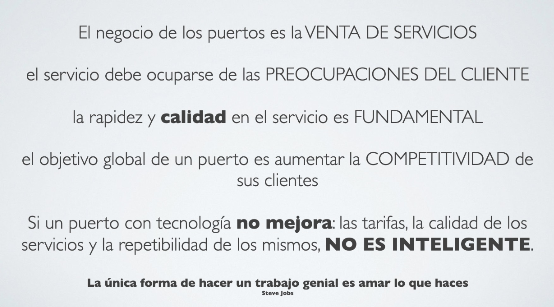 El negocio de los puertos es la VENTA DE SERVICIOS
el servicio debe ocuparse de las PREOCUPACIONES DEL CLIENTE
la rapidez y calidad en el servicio es FUNDAMENTAL
el objetivo global de un puerto es aumentar la COMPETITIVIDAD de
sus clientes
Si un puerto con tecnología no mejora: las tarifas, la calidad de los
servicios y la repetibilidad de los mismos, NO ES INTELIGENTE.
La única forma de hacer un trabajo genial es amar lo que haces
Steve Jobs